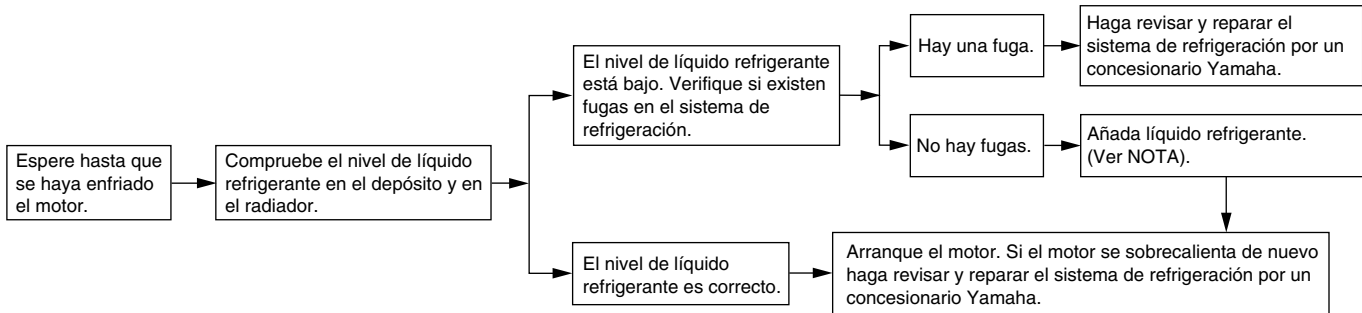 Espere hasta que
se haya enfriado
el motor.
Compruebe el nivel de líquido
refrigerante en el depósito y en
el radiador.
El nivel de líquido refrigerante
está bajo. Verifique si existen
fugas en el sistema de
refrigeración.
Hay una fuga.
Haga revisar y reparar el
sistema de refrigeración por un
concesionario Yamaha.
No hay fugas.
Añada líquido refrigerante.
(Ver NOTA).
El nivel de líquido
refrigerante es correcto.
Arranque el motor. Si el motor se sobrecalienta de nuevo
haga revisar y reparar el sistema de refrigeración por un
concesionario Yamaha.